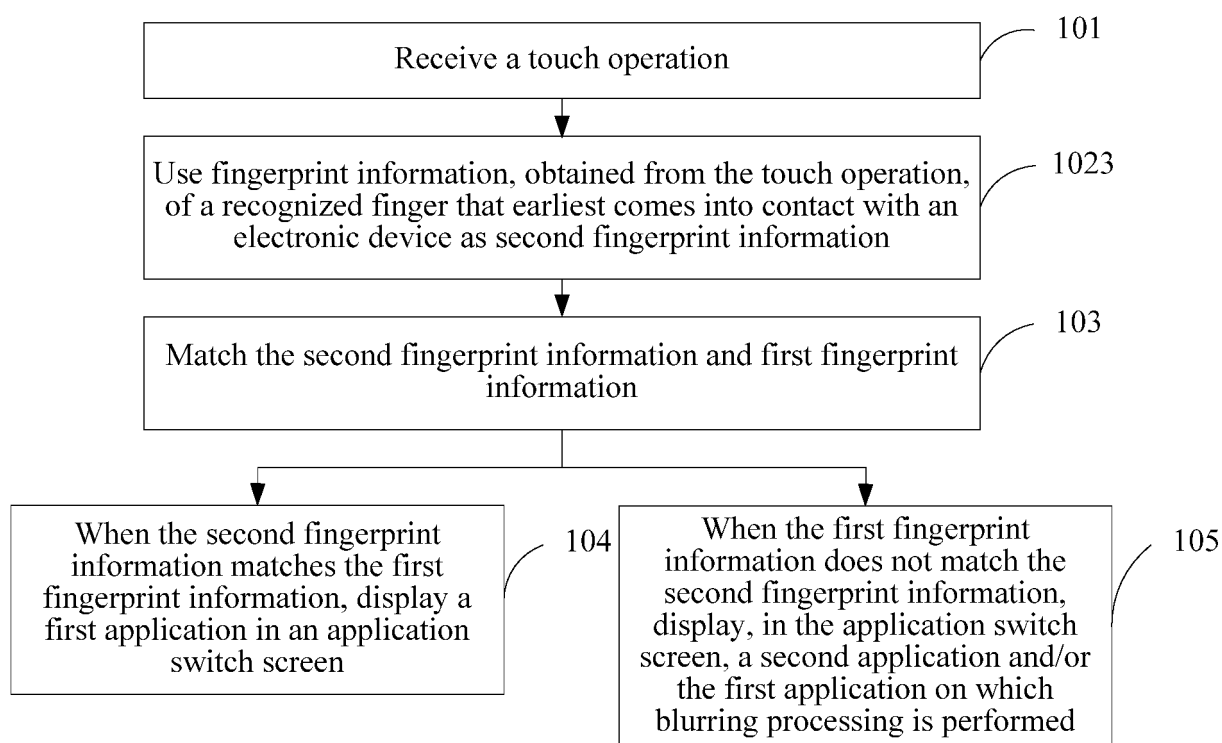 Receive a touch operation
101
Use fingerprint information, obtained from the touch operation,
of a recognized finger that earliest comes into contact with an
electronic device as second fingerprint information
1023
Match the second fingerprint information and first fingerprint
information
103
When the second fingerprint
information matches the first
fingerprint information, display a
first application in an application
switch screen
104
When the first fingerprint
information does not match the
second fingerprint information,
display, in the application switch
screen, a second application and/or
the first application on which
blurring processing is performed
105